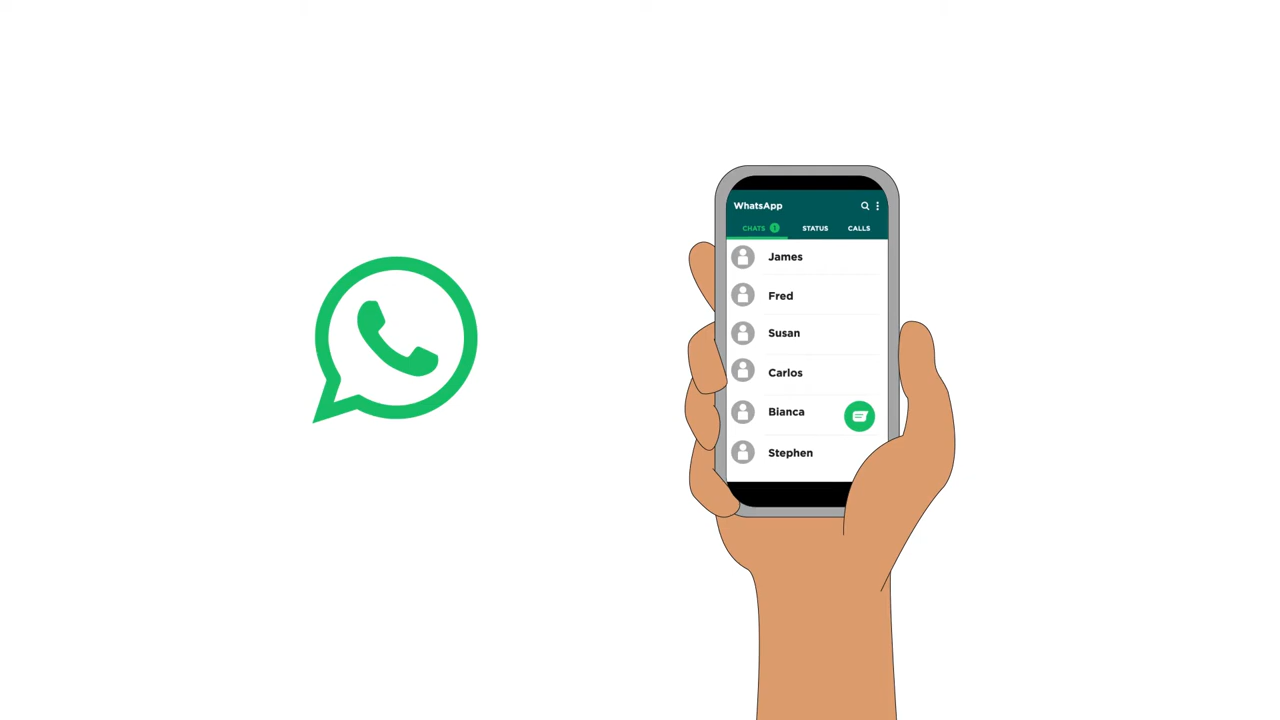 WhatsApp
CHATS 1 STATUS CALLS
James
Fred
Susan
Carlos
Bianca
Stephen